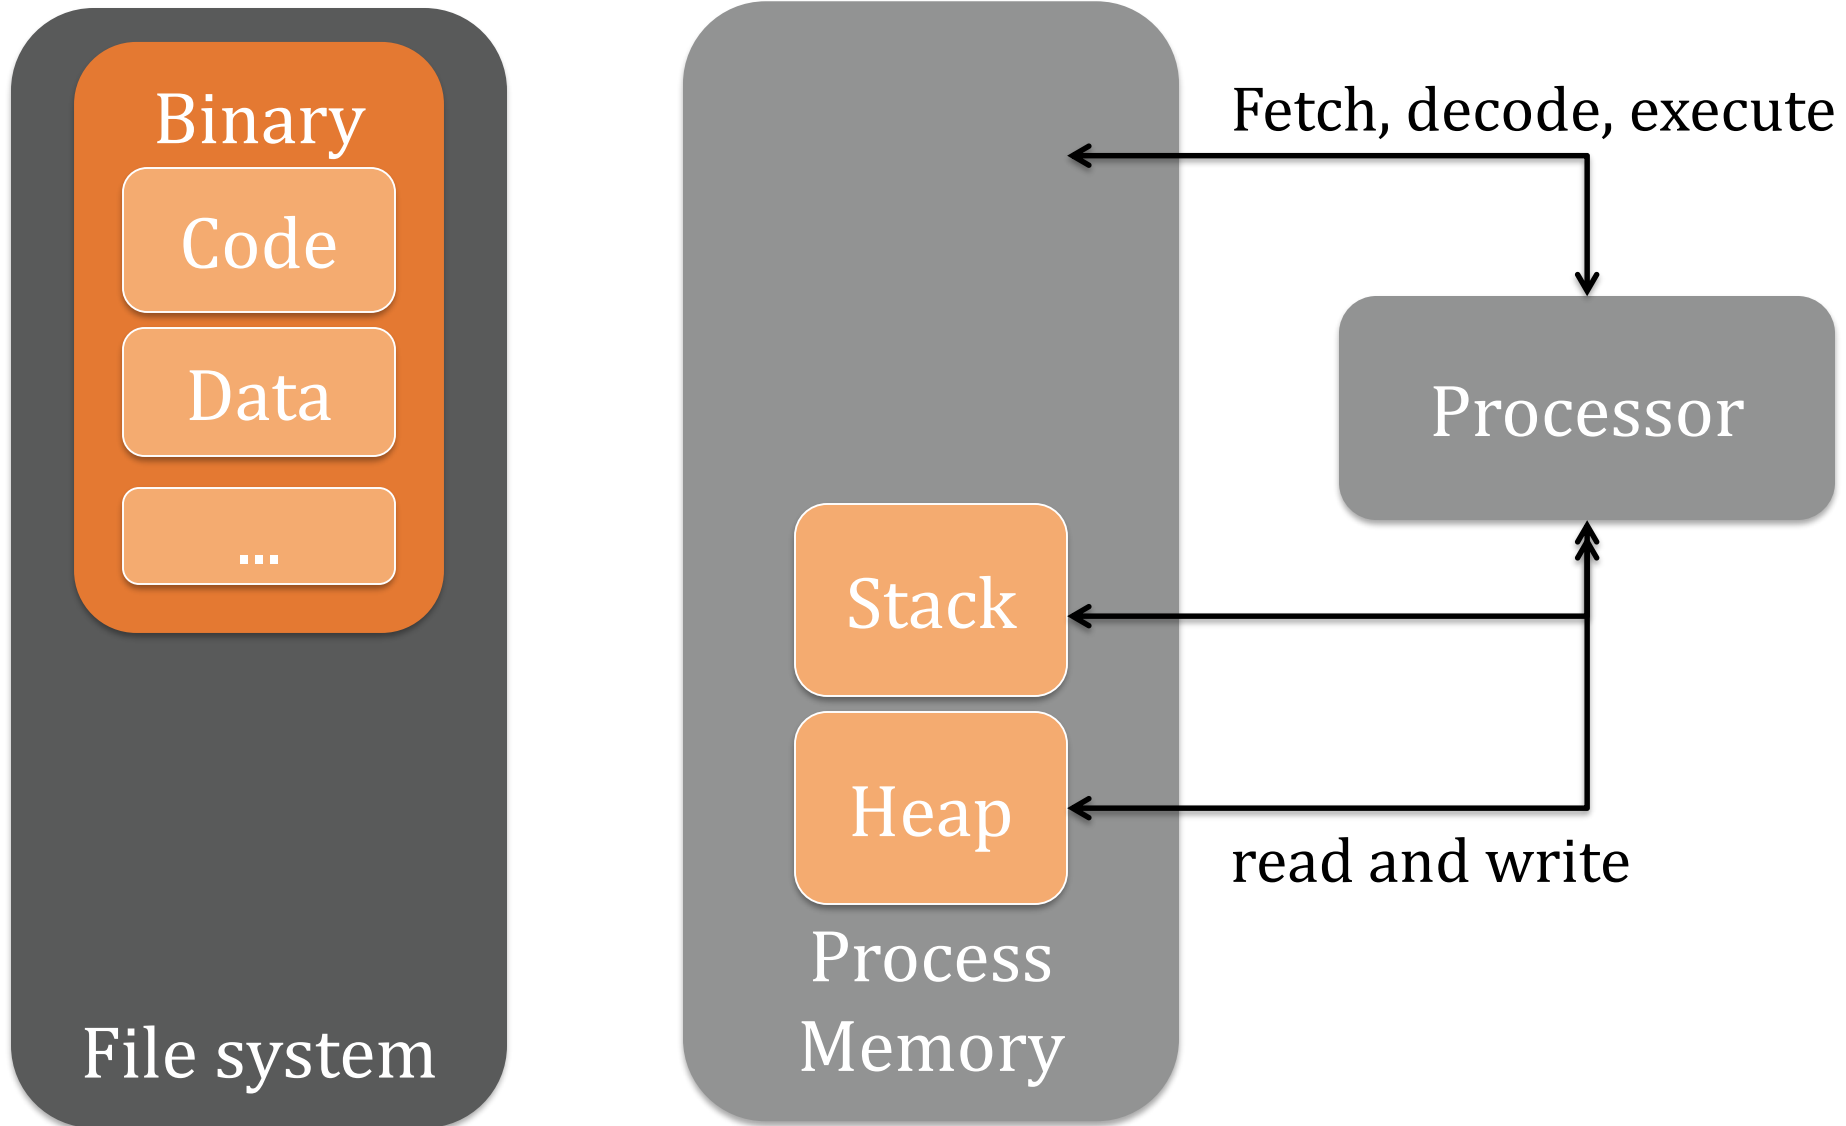 Binary
Code
Data
...
File system
Stack
Heap
Process
Memory
Fetch, decode, execute
Processor
read and write